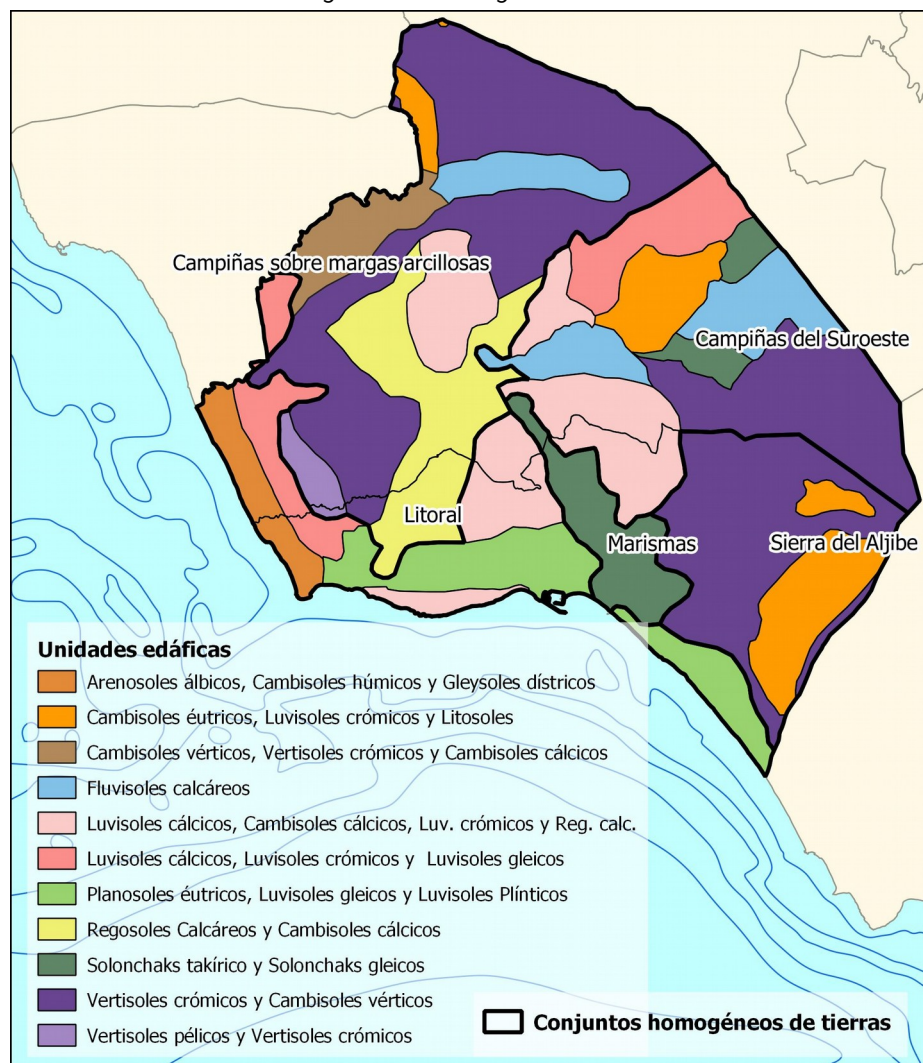 Campiñas sobre margas arcillosas
Campiñas del Suroeste
Litoral
Marismas
Sierra del Aljibe
Unidades edáficas
Arenosoles álbicos, Cambisoles húmicos y Gleysoles dístricos
Cambisoles éutricos, Luvisoles crómicos y Litosoles
Cambisoles vérticos, Vertisoles crómicos y Cambisoles cálcicos
Fluvisoles calcáreos
Luvisoles cálcicos, Cambisoles cálcicos, Luv. crómicos y Reg. calc.
Luvisoles cálcicos, Luvisoles crómicos y Luvisoles gleicos
Planosoles éutricos, Luvisoles gleicos y Luvisoles Plínticos
Regosoles Calcáreos y Cambisoles cálcicos
Solonchaks takírico y Solonchaks gleicos
Vertisoles crómicos y Cambisoles vérticos
Vertisoles pélicos y Vertisoles crómicos
Conjuntos homogéneos de tierras